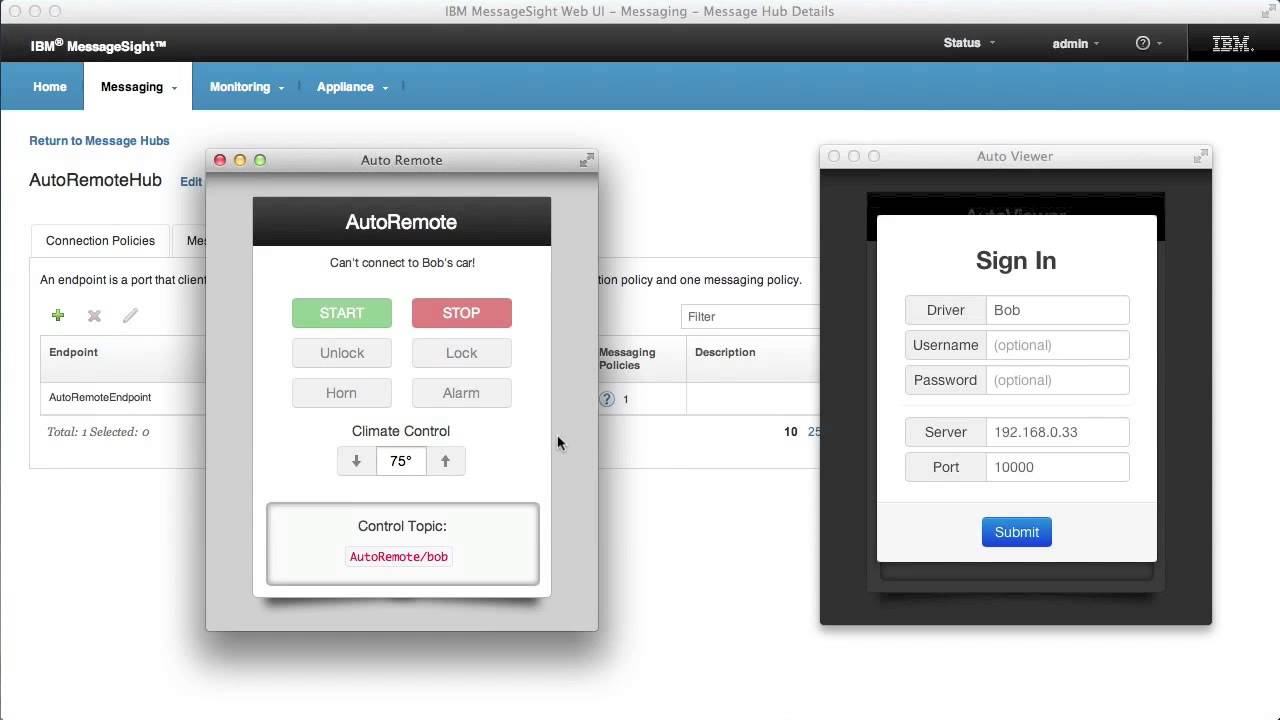 IBM MessageSight Web UI – Messaging – Message Hub Details
IBM® MessageSight™
Status
admin
?
IBM.
Home
Messaging
Monitoring
Appliance
Return to Message Hubs
AutoRemoteHub
Edit
Connection Policies
Mes
An endpoint is a port that client
tion policy and one messaging policy.
Filter
Endpoint
Messaging
Policies
Description
AutoRemoteEndpoint
?
1
Total: 1 Selected: 0
10
25
Auto Remote
AutoRemote
Can't connect to Bob's car!
START
STOP
Unlock
Lock
Horn
Alarm
Climate Control
75°
Control Topic:
AutoRemote/bob
Auto Viewer
AutoViewer
Sign In
Driver
Bob
Username
(optional)
Password
(optional)
Server
192.168.0.33
Port
10000
Submit